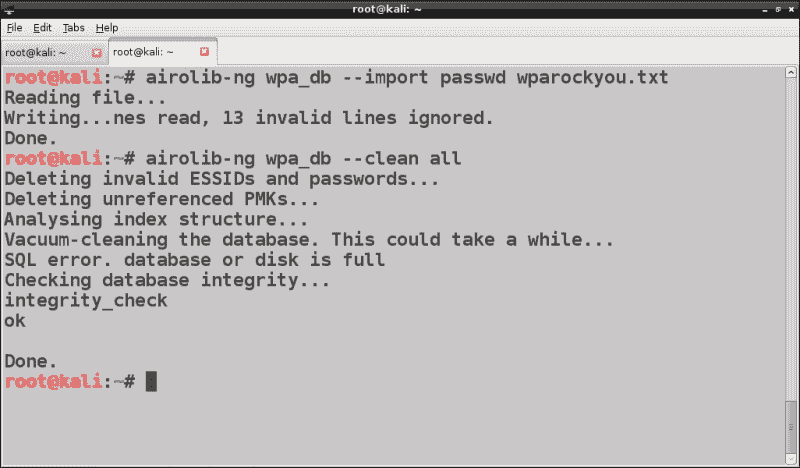 root@kali: ~
File Edit Tabs Help
root@kali: ~ root@kali: ~
root@kali:~# airolib-ng wpa_db --import passwd wparockyou.txt
Reading file...
Writing...nes read, 13 invalid lines ignored.
Done.
root@kali:~# airolib-ng wpa_db --clean all
Deleting invalid ESSIDs and passwords...
Deleting unreferenced PMKs...
Analysing index structure...
Vacuum-cleaning the database. This could take a while...
SQL error. database or disk is full
Checking database integrity...
integrity_check
ok
Done.
root@kali:~#